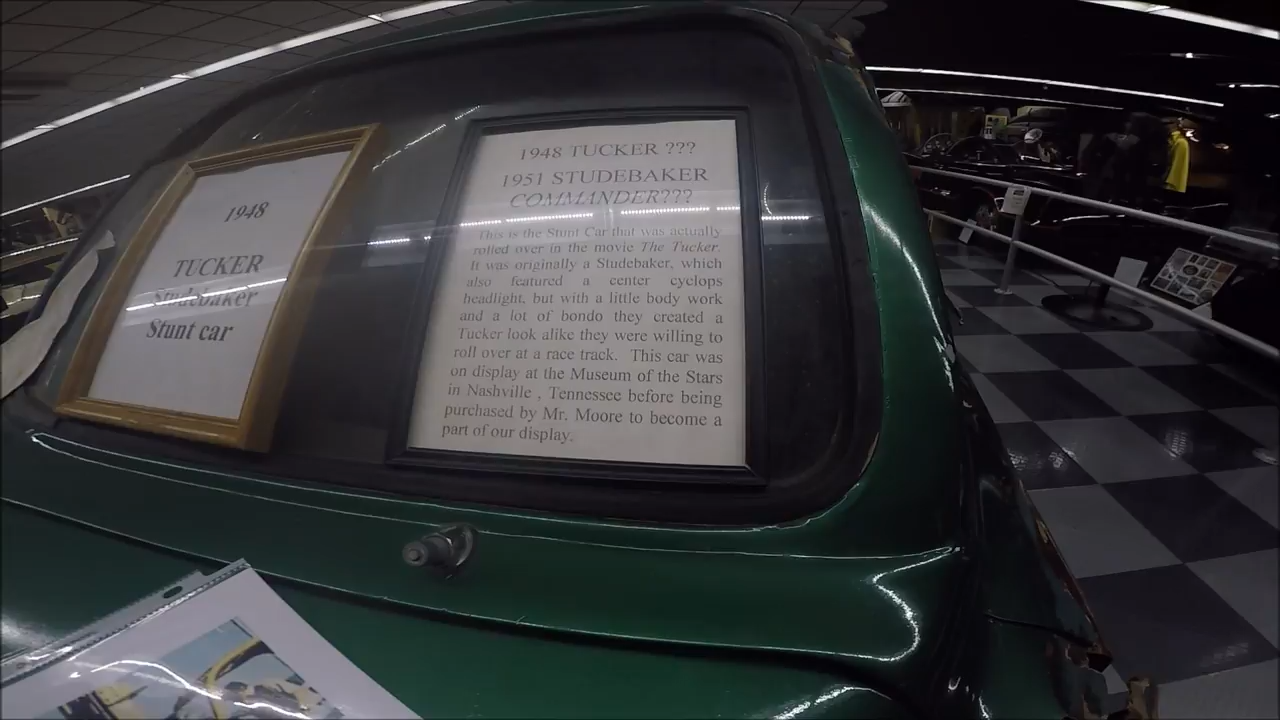 1948
TUCKER
Studebaker
Stunt car
1948 TUCKER ???
1951 STUDEBAKER
COMMANDER???
This is the Stunt Car that was actually
rolled over in the movie The Tucker.
It was originally a Studebaker, which
also featured a center cyclops
headlight, but with a little body work
and a lot of bondo they created a
Tucker look alike they were willing to
roll over at a race track. This car was
on display at the Museum of the Stars
in Nashville , Tennessee before being
purchased by Mr. Moore to become a
part of our display.